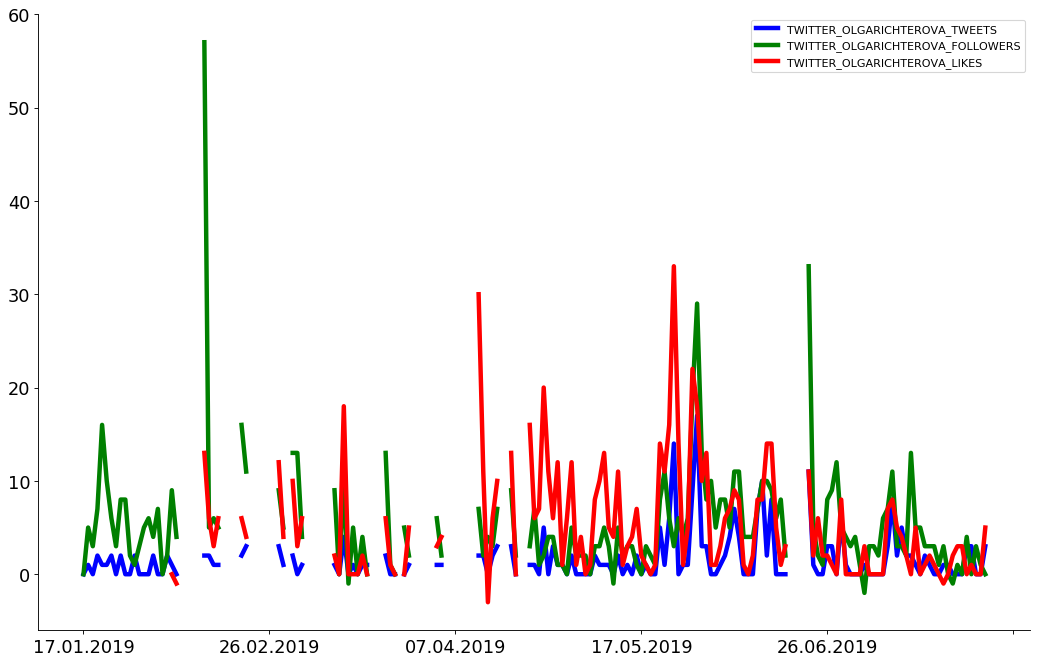 60
50
40
30
20
10
0
17.01.2019 26.02.2019 07.04.2019 17.05.2019 26.06.2019
TWITTER_OLGARICHTEROVA_TWEETS
TWITTER_OLGARICHTEROVA_FOLLOWERS
TWITTER_OLGARICHTEROVA_LIKES